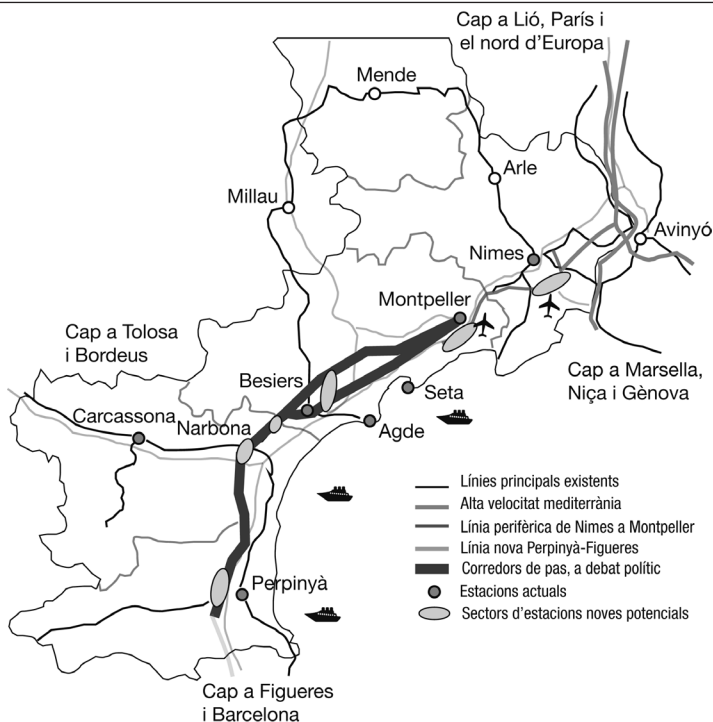 Cap a Lió, París i
el nord d’Europa
Mende
Arle
Millau
Avinyó
Nimes
Montpeller
Cap a Tolosa
i Bordeus
Cap a Marsella,
Niça i Gènova
Besiers
Seta
Carcassona
Narbona
Agde
Línies principals existents
Alta velocitat mediterrània
Línia perifèrica de Nimes a Montpeller
Línia nova Perpinyà-Figueres
Corredors de pas, a debat polític
Estacions actuals
Sectors d’estacions noves potencials
Perpinyà
Cap a Figueres
i Barcelona